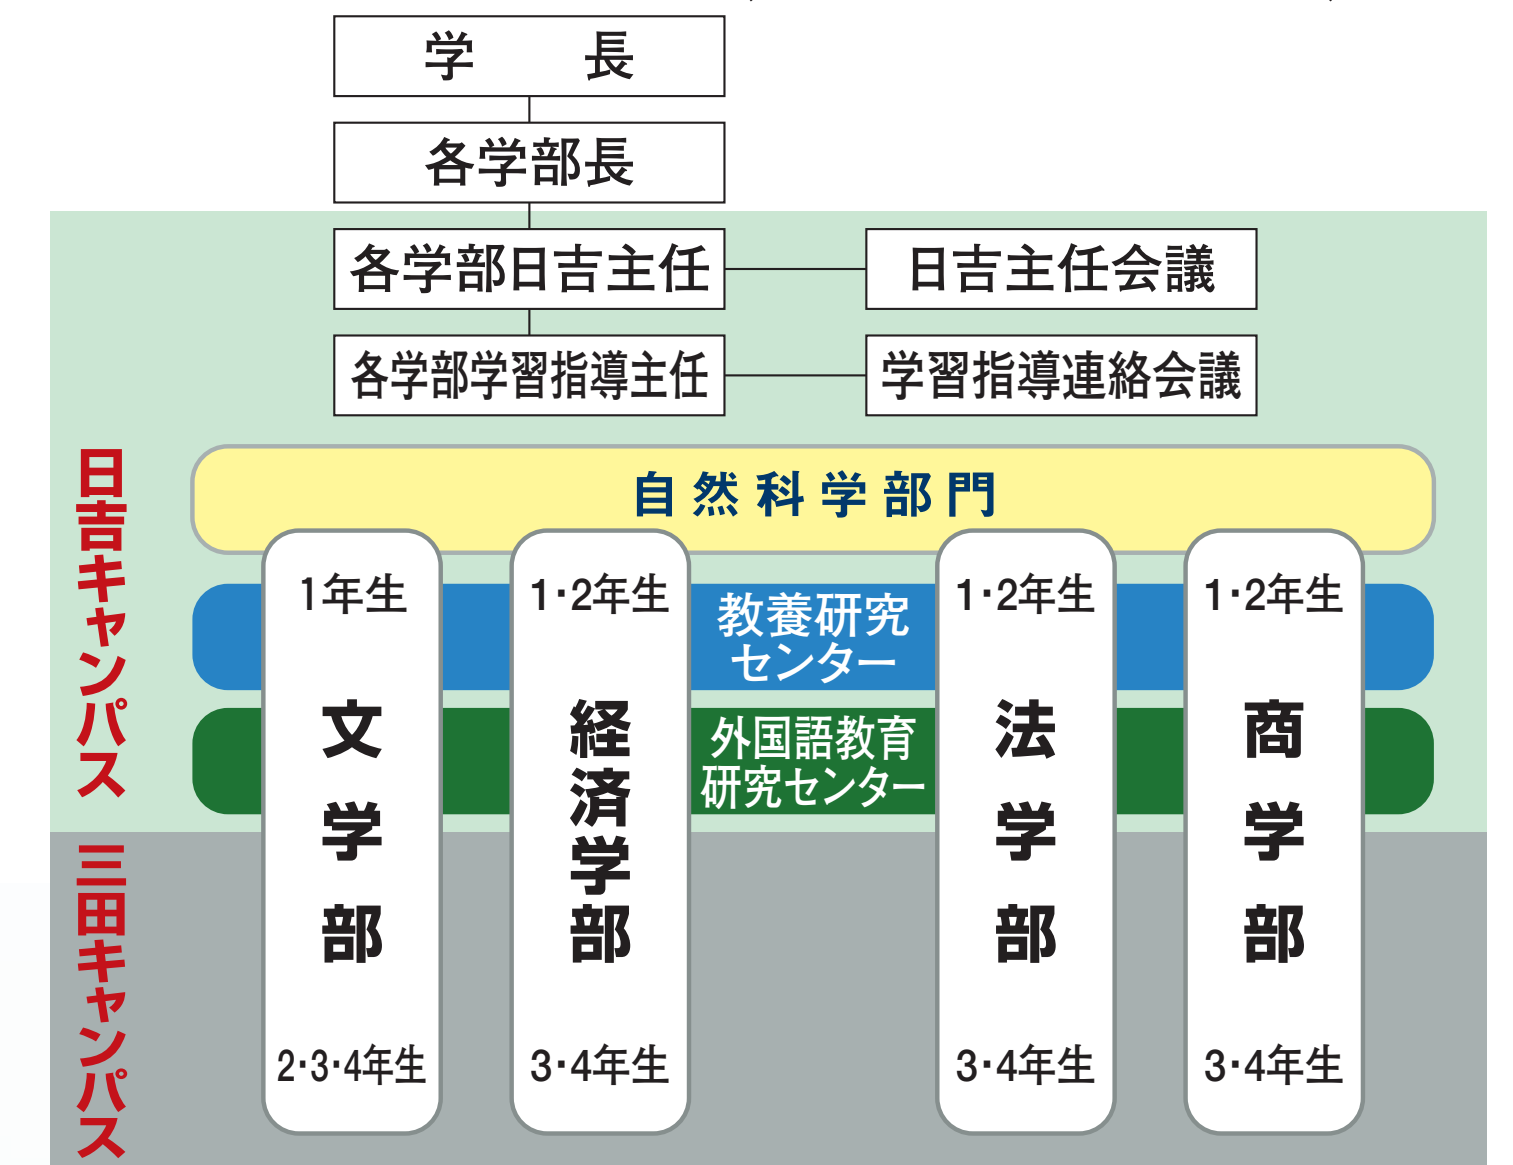 学　長
各学部長
各学部日吉主任
日吉主任会議
各学部学習指導主任
学習指導連絡会議
日吉キャンパス
自然科学部門
1年生
1・2年生
教養研究
センター
1・2年生
1・2年生
外国語教育
研究センター
文学部
経済学部
法学部
商学部
三田キャンパス
2・3・4年生
3・4年生
3・4年生
3・4年生